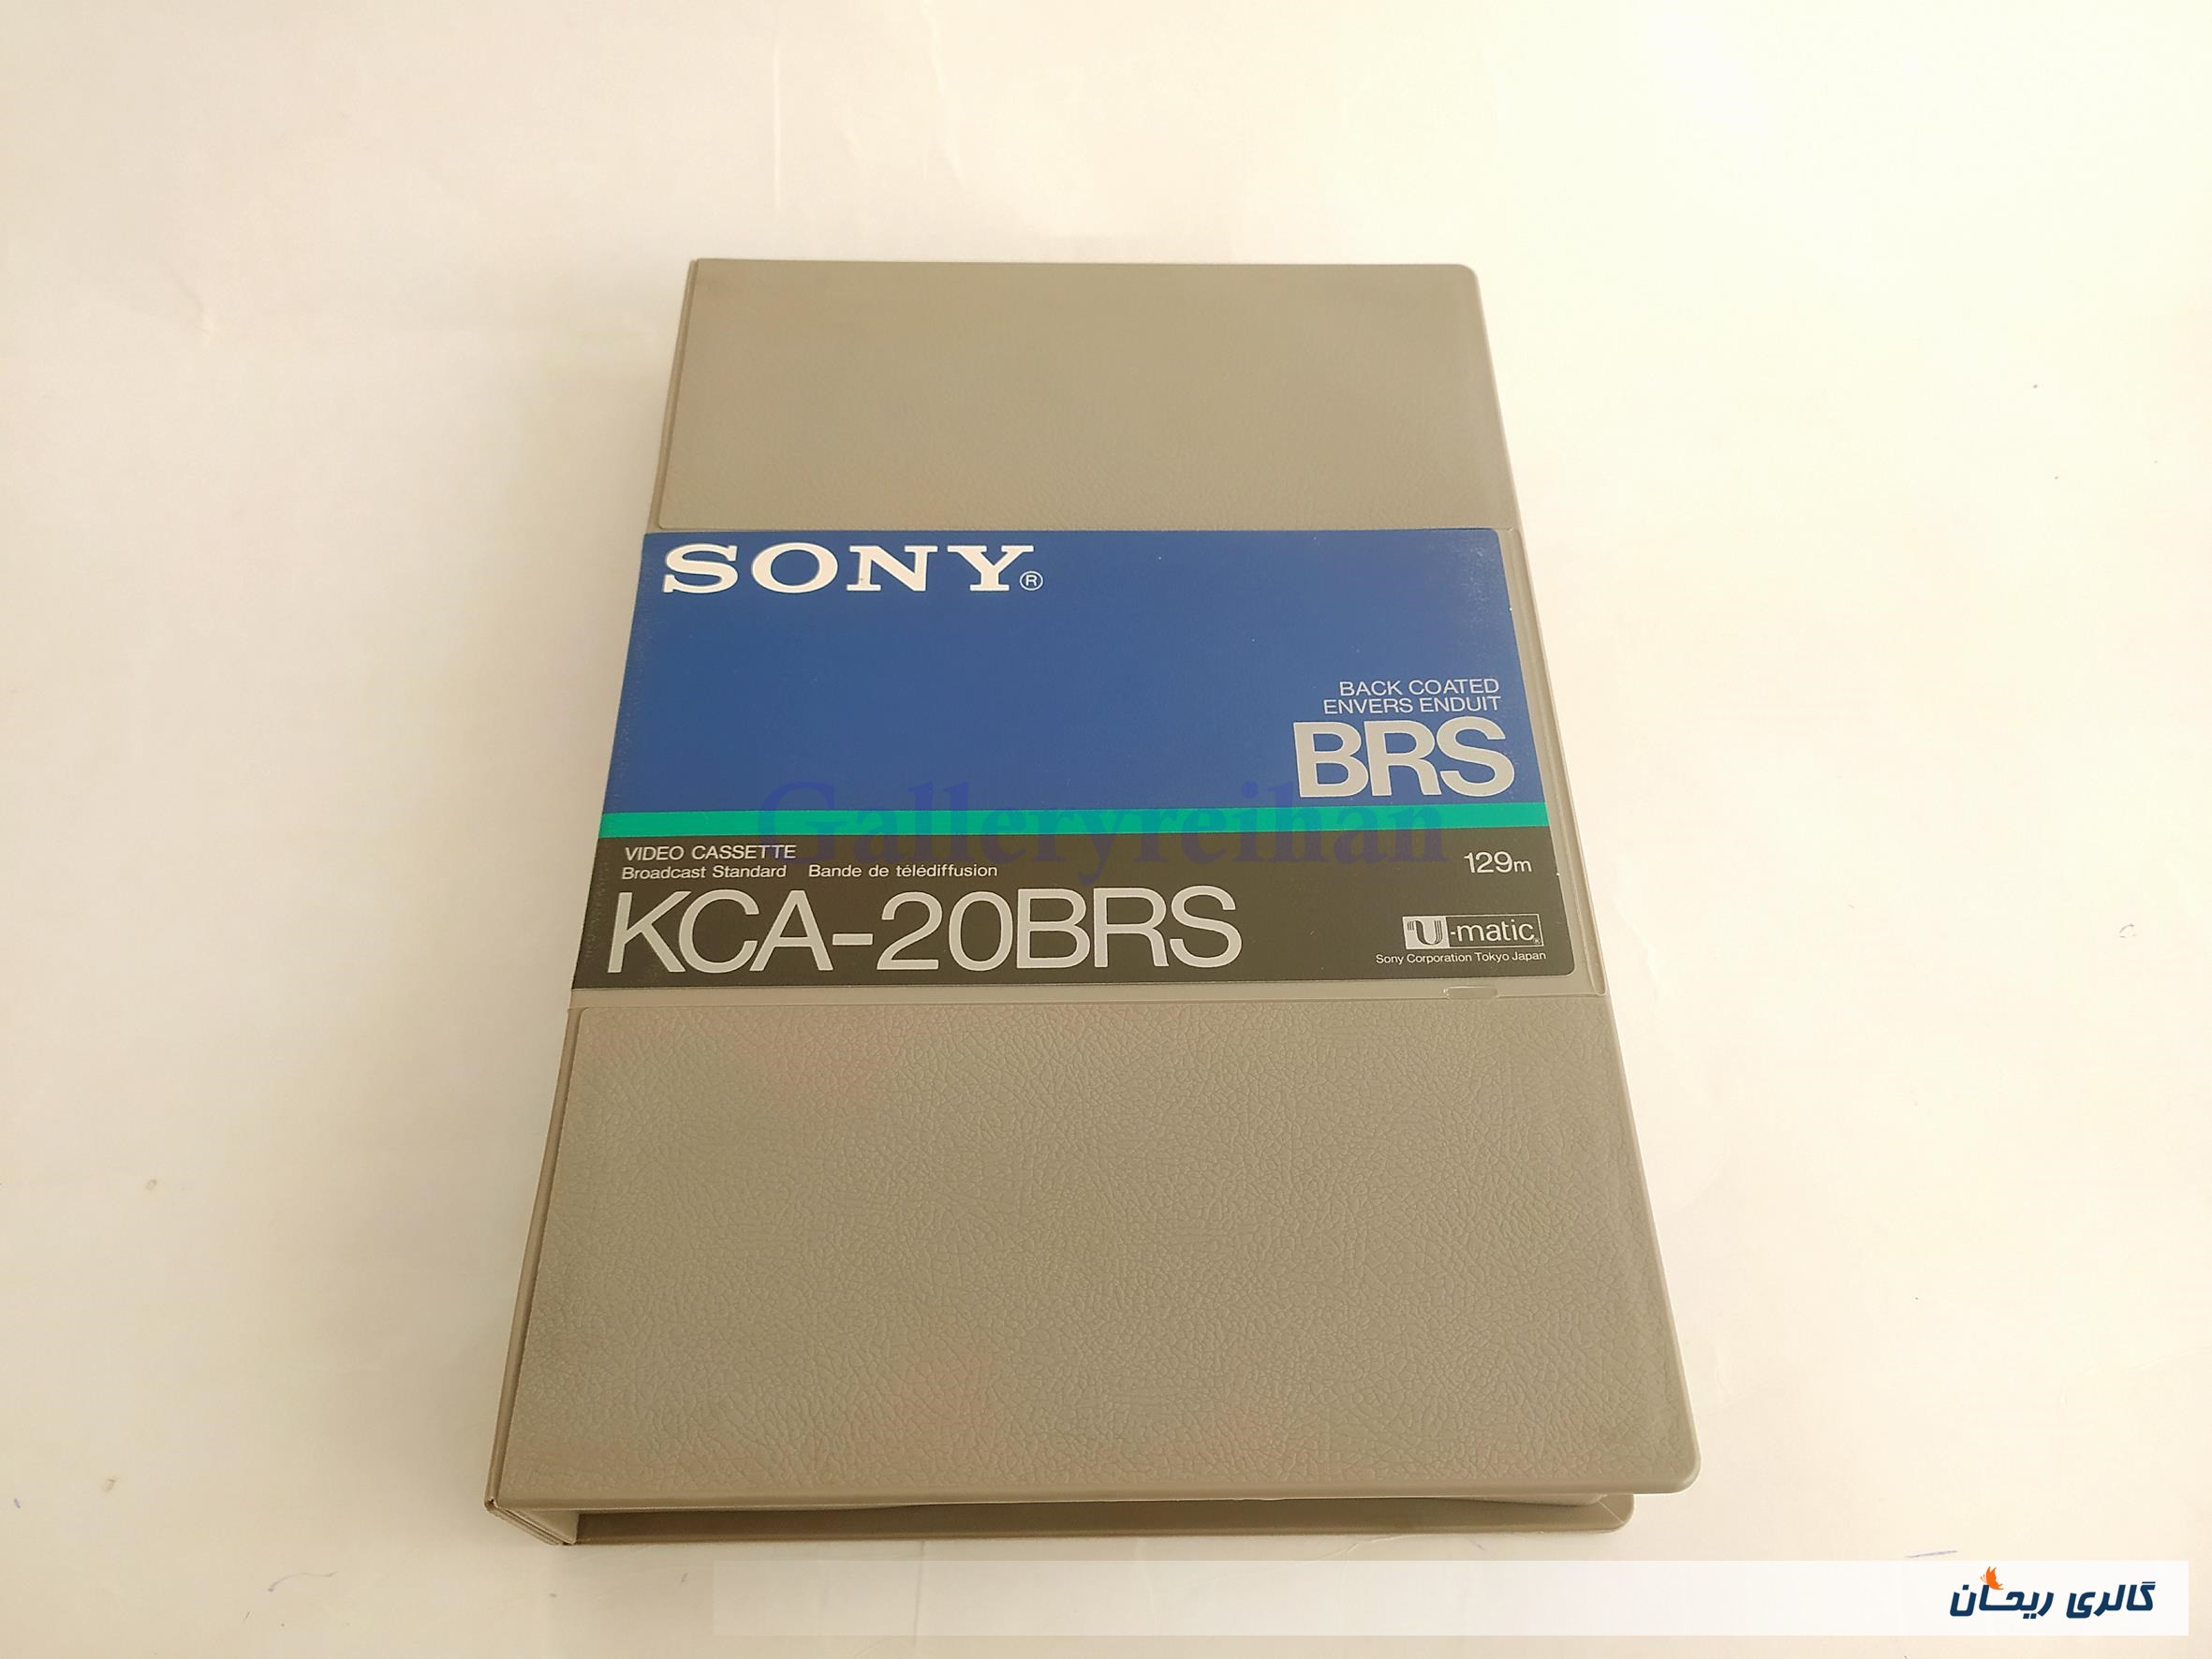 SONY®
BACK COATED
ENVERS ENDUIT
BRS
Galleryreihan
VIDEO CASSETTE
Broadcast Standard Bande de télédiffusion
129m
KCA-20BRS
U-matic®
Sony Corporation Tokyo Japan
گالری ریحان